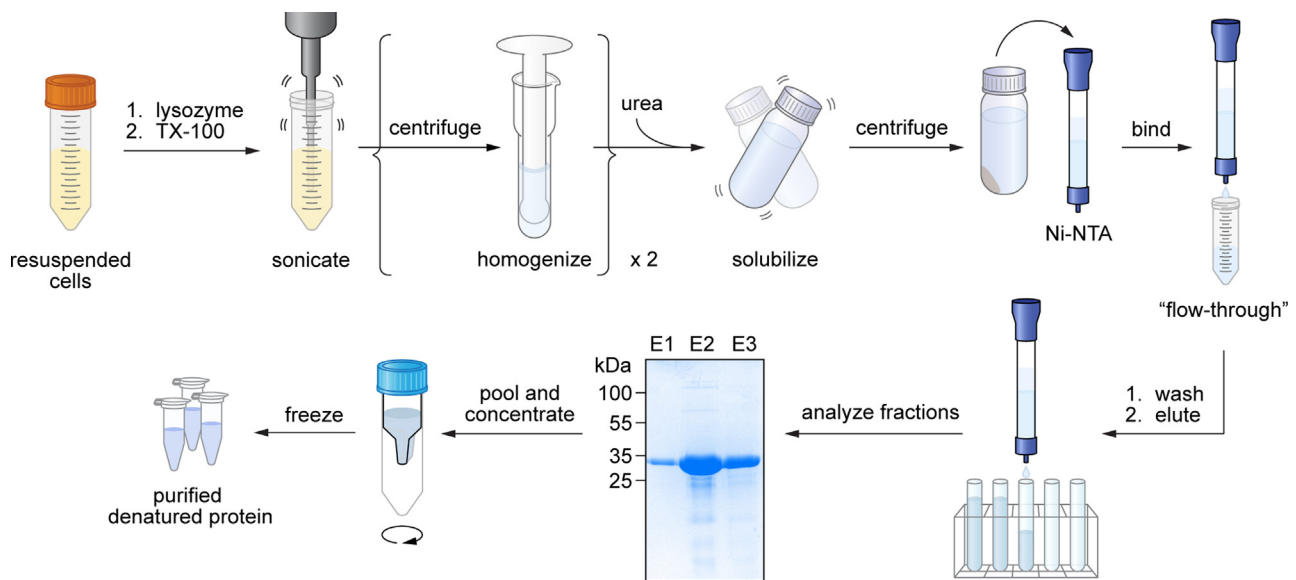 1. lysozyme
2. TX-100
resuspended
cells
sonicate
centrifuge
homogenize
x 2
urea
solubilize
centrifuge
Ni-NTA
bind
“flow-through”
1. wash
2. elute
analyze fractions
E1 E2 E3
kDa
100
55
35
25
pool and
concentrate
freeze
purified
denatured protein